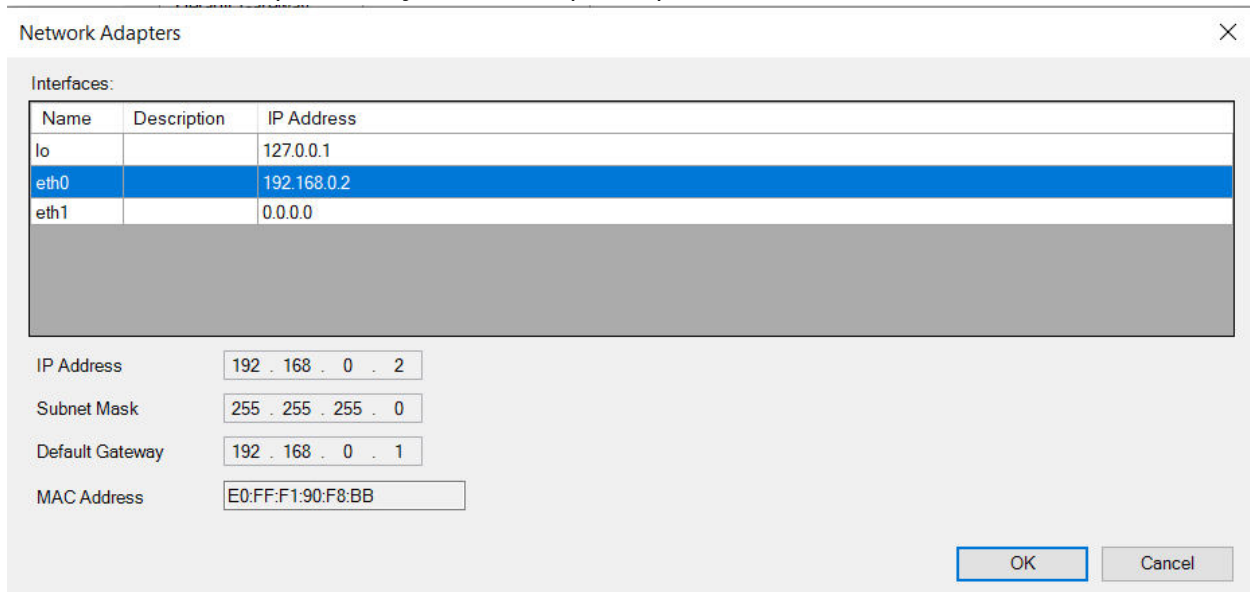 Network Adapters
Interfaces:
Name Description IP Address
lo 127.0.0.1
eth0 192.168.0.2
eth1 0.0.0.0
IP Address 192 . 168 . 0 . 2
Subnet Mask 255 . 255 . 255 . 0
Default Gateway 192 . 168 . 0 . 1
MAC Address E0:FF:F1:90:F8:BB
OK Cancel